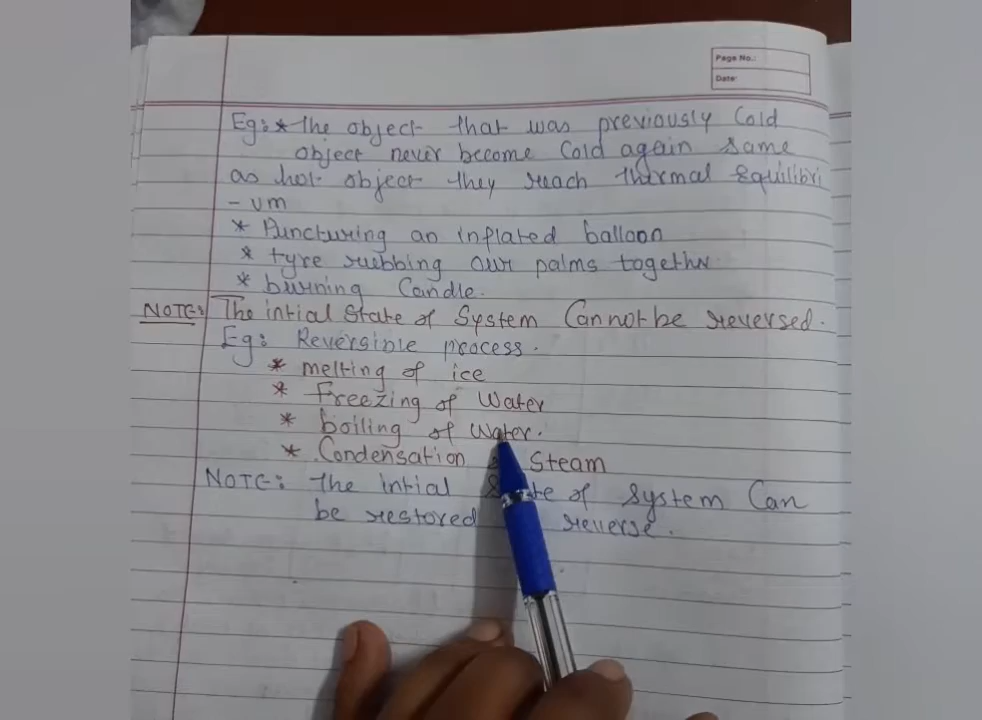 Page No.:
Date:
Eg: * The object that was previously Cold
object never become Cold again same
as hot object they reach thermal Equilibri
- um
* Puncturing an inflated balloon
* tyre rubbing our palms together
* burning Candle.
NOTE: The intial State of System Cannot be reversed.
Eg: Reversible process.
* melting of ice
* Freezing of Water
* boiling of Water.
* Condensation Steam
NOTE: The intial State of System Can
be restored reverse.